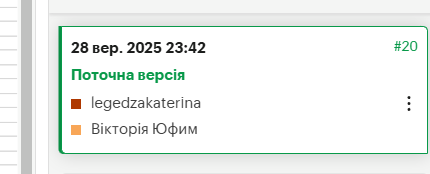 28 вер. 2025 23:42 #20
Поточна версія
legedzakaterina
Вікторія Юфим